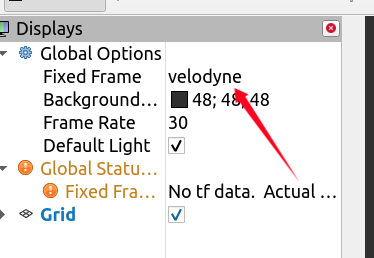 Displays
Global Options
Fixed Frame velodyne
Background... 48; 48; 48
Frame Rate 30
Default Light
Global Statu...
Fixed Fra... No tf data.  Actual ...
Grid